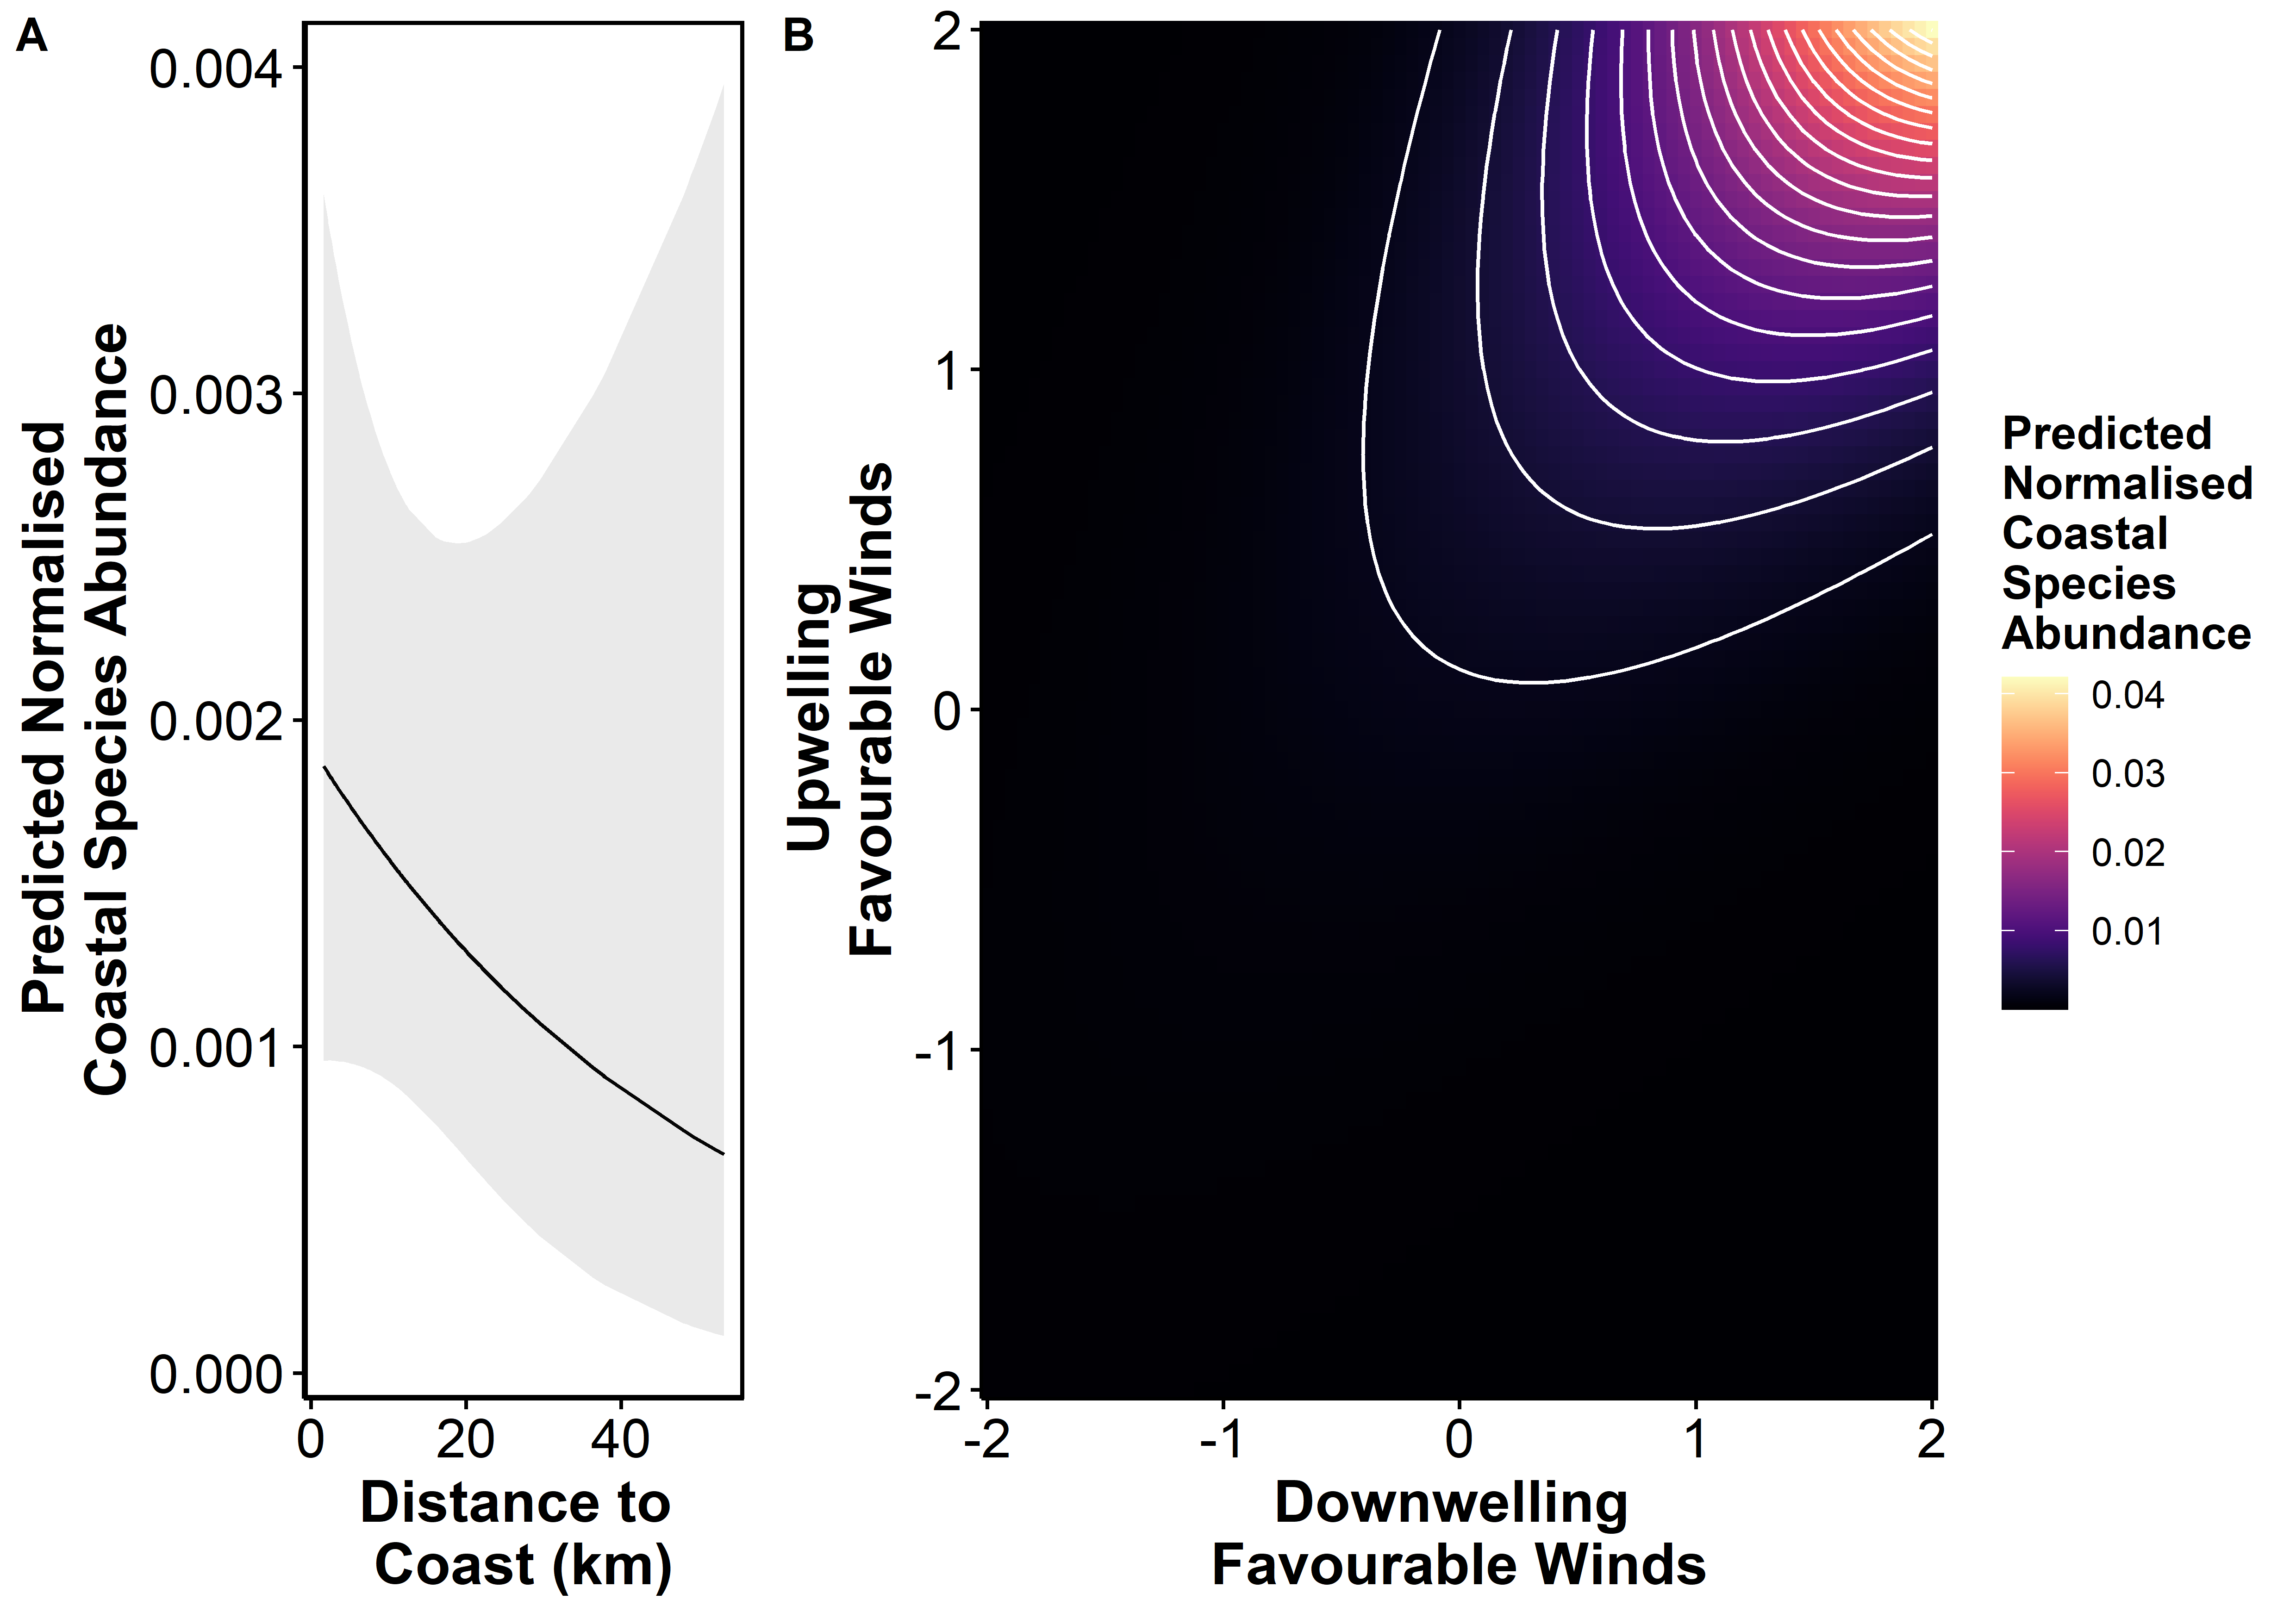 A
Predicted Normalised
Coastal Species Abundance
0.004
0.003
0.002
0.001
0.000
0 20 40
Distance to
Coast (km)
B
Upwelling
Favourable Winds
2
1
0
-1
-2
-2 -1 0 1 2
Downwelling
Favourable Winds
Predicted
Normalised
Coastal
Species
Abundance
0.04
0.03
0.02
0.01